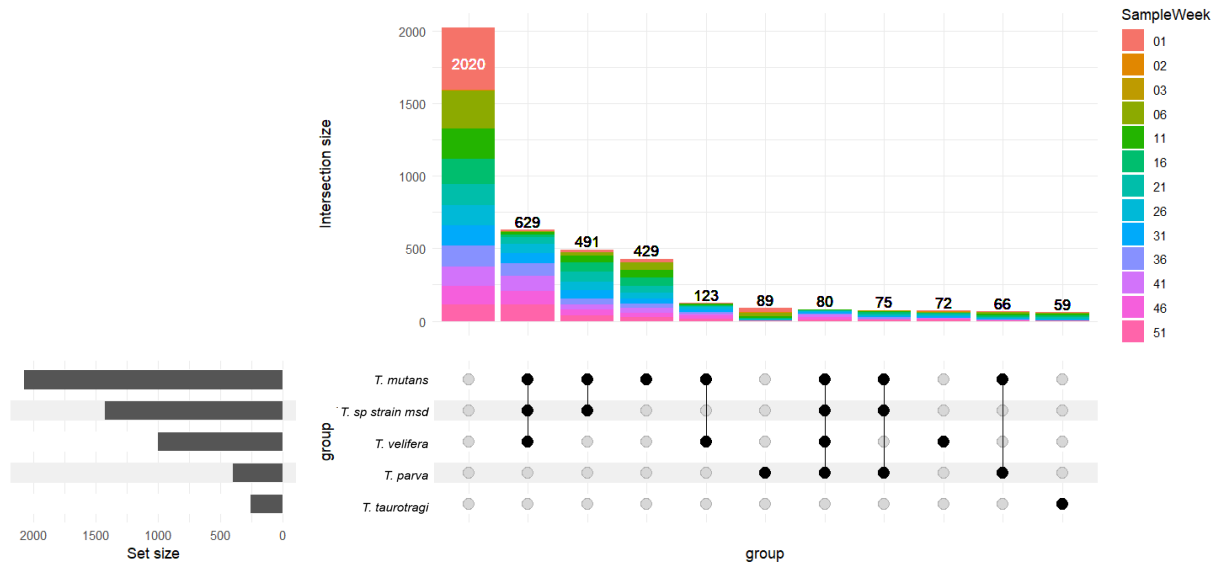 SampleWeek
01
02
03
06
11
16
21
26
31
36
41
46
51
Intersection size
2000
1500
1000
500
0
2020
629
491
429
123
89
80
75
72
66
59
group
T. mutans
T. sp strain msd
T. velifera
T. parva
T. taurotragi
2000 1500 1000 500 0
Set size
group